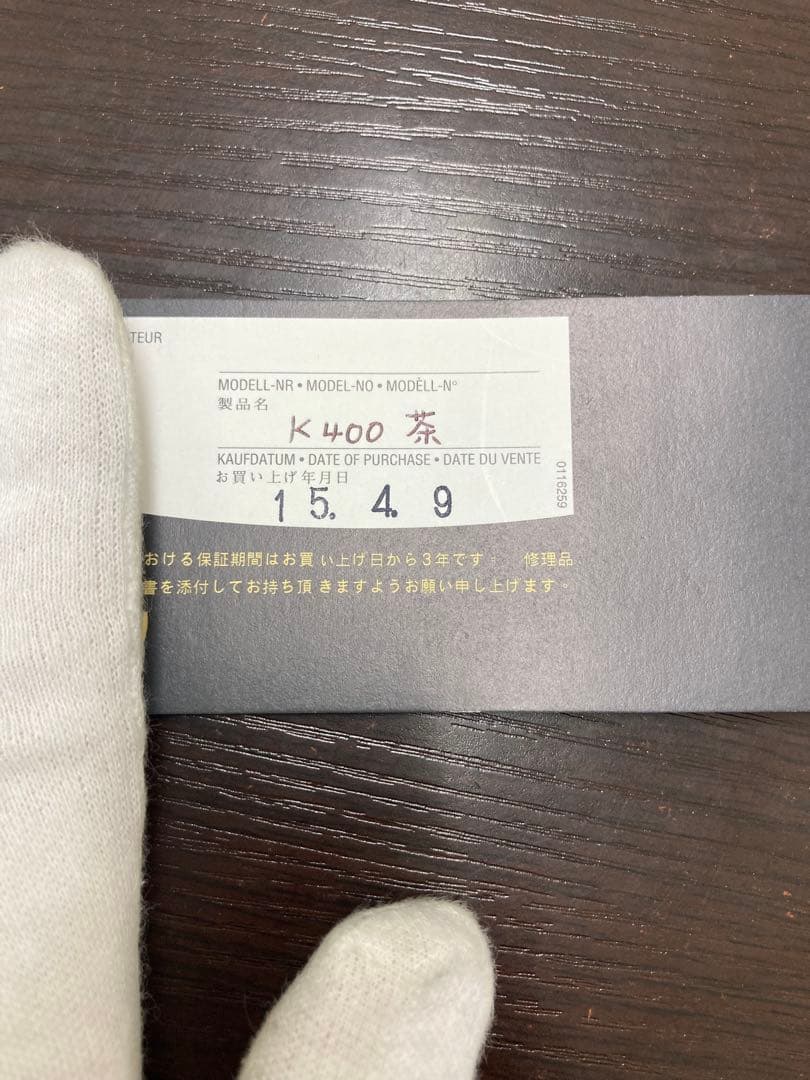 TEUR
MODELL-NR • MODEL-NO • MODÈLL-N°
製品名
K400 茶
KAUFDATUM • DATE OF PURCHASE • DATE DU VENTE
お買い上げ年月日
15. 4. 9
0116259
おける保証期間はお買い上げ日から3年です。 修理品
書を添付してお持ち頂きますようお願い申し上げます。